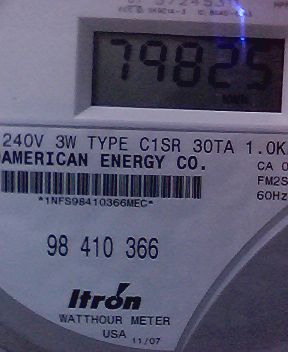 79825
240V 3W TYPE C1SR 30TA 1.0K
AMERICAN ENERGY CO.
CA 0
FM2S
60Hz
*1NFS98410366MEC*
98 410 366
Itron
WATTHOUR METER
USA 11/07